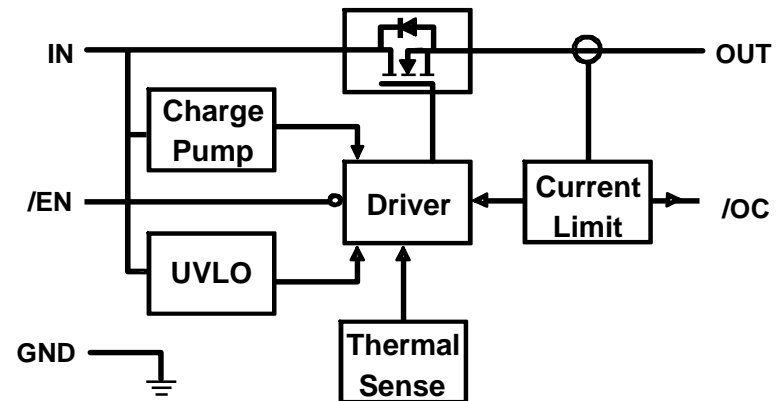 IN
OUT
Charge
Pump
/EN
Driver
Current
Limit
/OC
UVLO
GND
Thermal
Sense